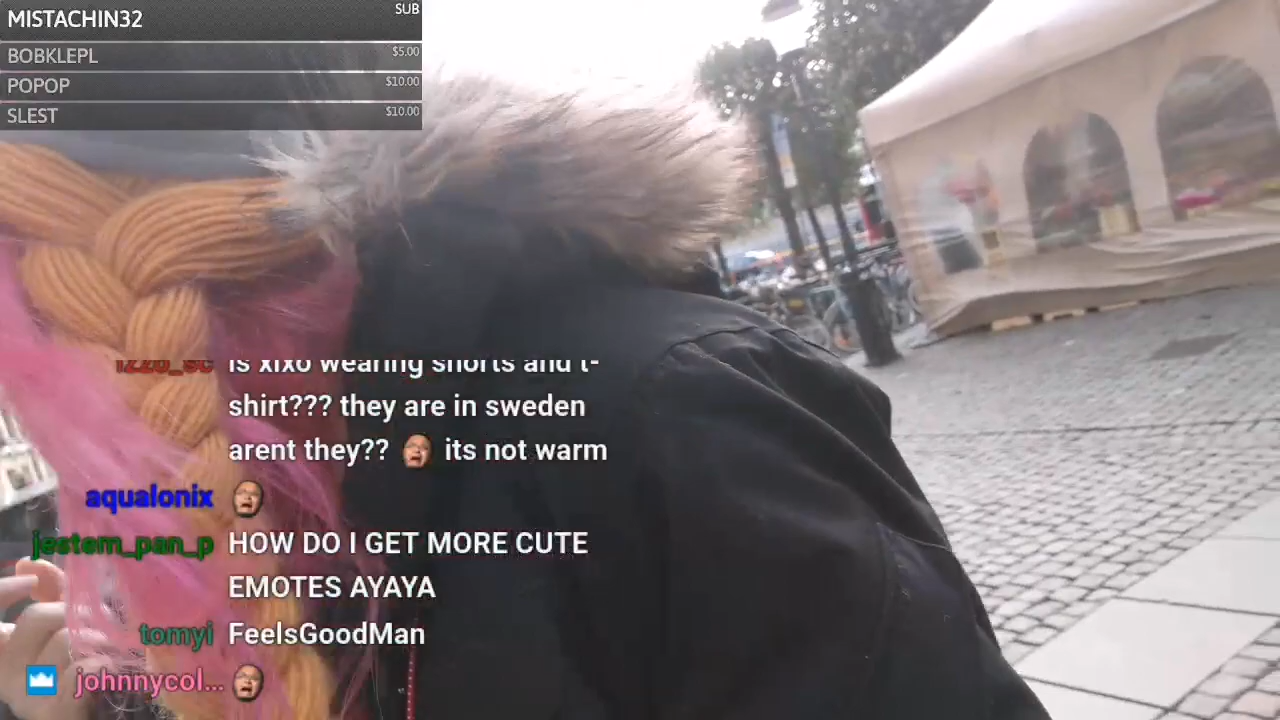 MISTACHIN32 SUB
BOBKLEPL $5.00
POPOP $10.00
SLEST $10.00
is xixo wearing shorts and t-
shirt??? they are in sweden
arent they?? its not warm
aqualonix
jestem_pan_p HOW DO I GET MORE CUTE
EMOTES AYAYA
tomyi FeelsGoodMan
johnnycol...